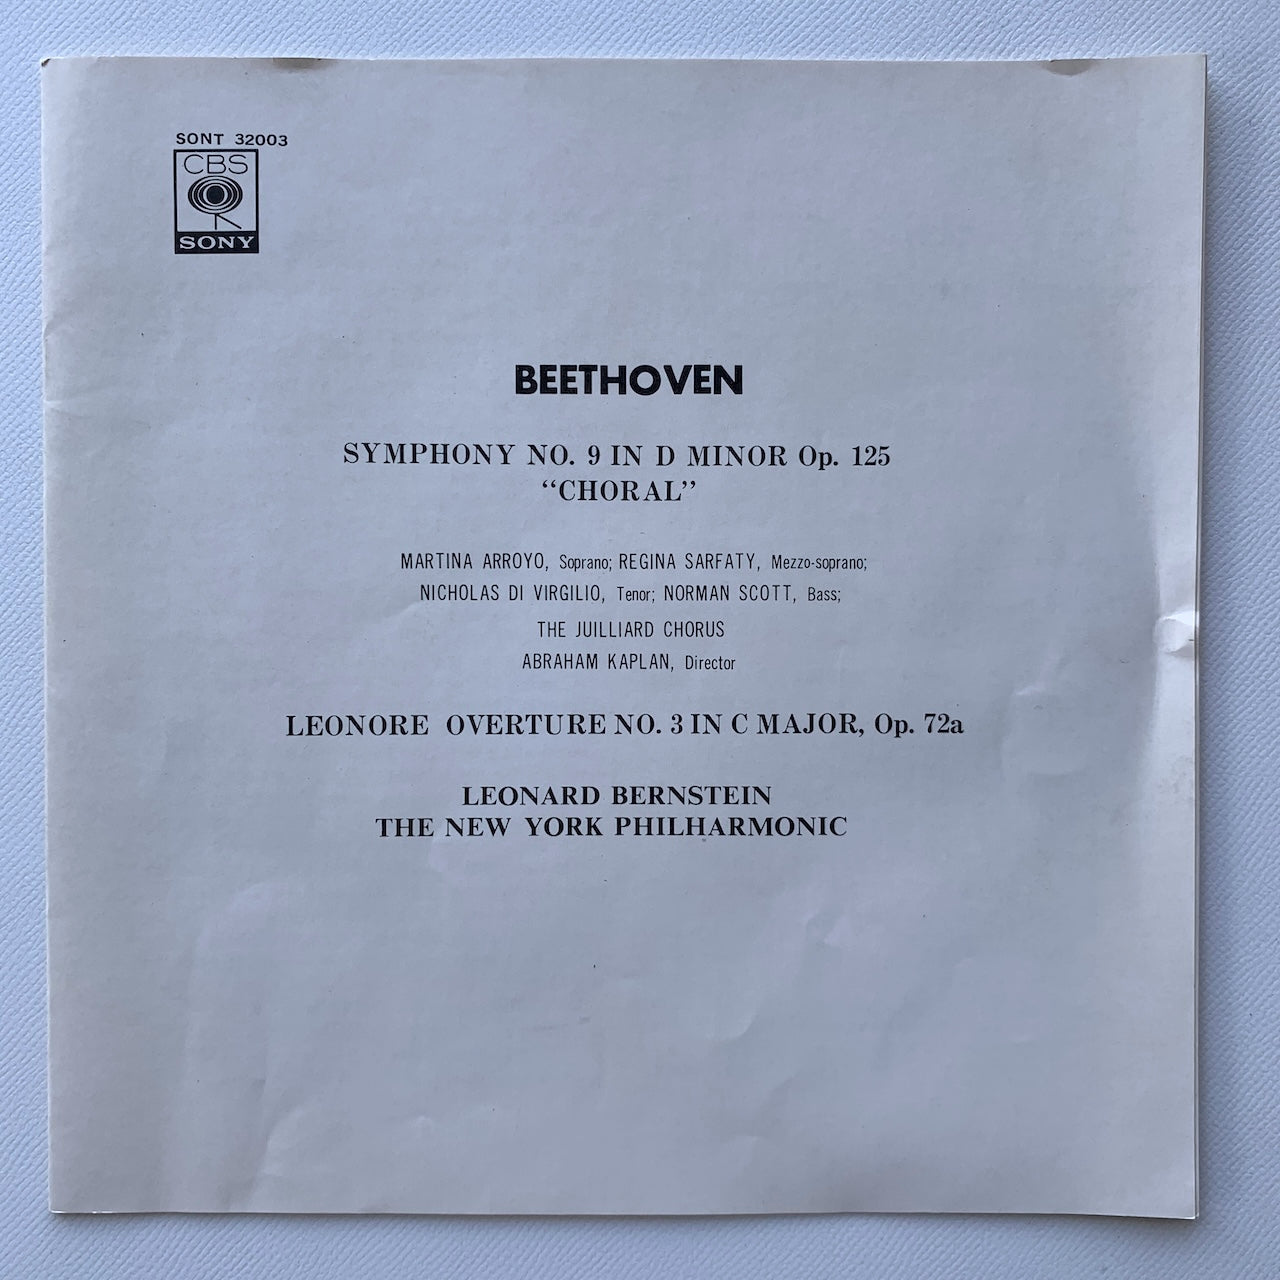 SONT 32003
CBS
SONY
BEETHOVEN
SYMPHONY NO. 9 IN D MINOR Op. 125
“CHORAL”
MARTINA ARROYO, Soprano; REGINA SARFATY, Mezzo-soprano;
NICHOLAS DI VIRGILIO, Tenor; NORMAN SCOTT, Bass;
THE JUILLIARD CHORUS
ABRAHAM KAPLAN, Director
LEONORE OVERTURE NO. 3 IN C MAJOR, Op. 72a
LEONARD BERNSTEIN
THE NEW YORK PHILHARMONIC